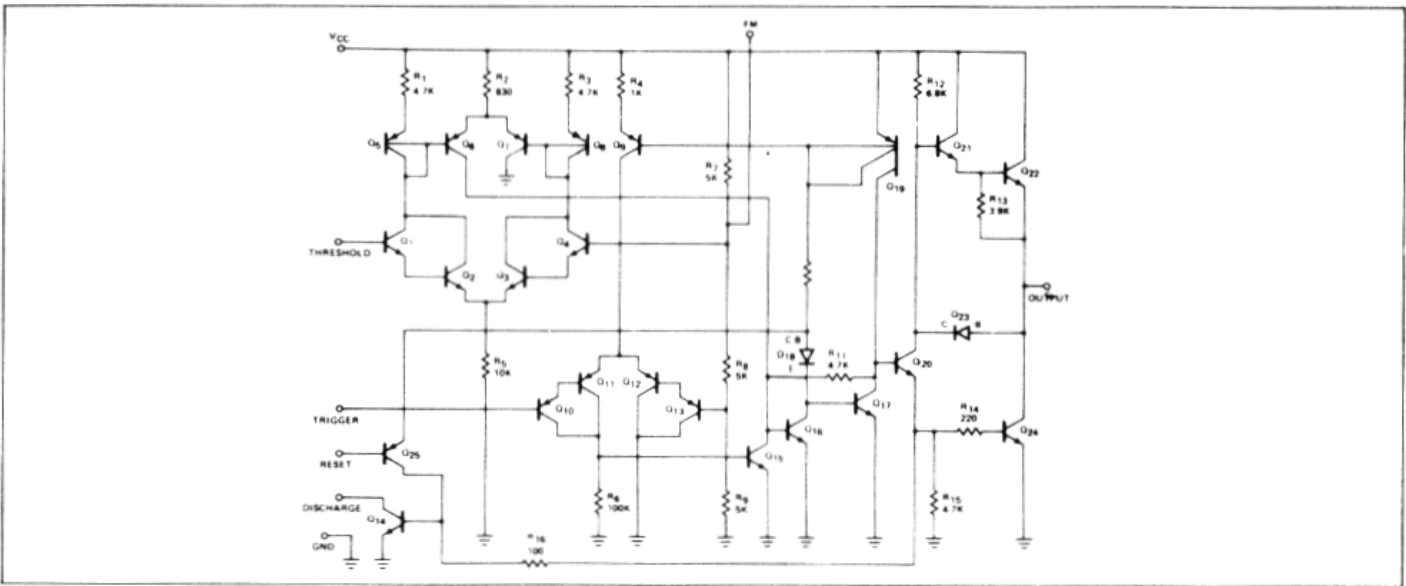 FM
VCC
R1
4.7K
R2
830
R3
4.7K
R4
1K
R12
6.8K
Q5
Q6
Q7
Q8
Q9
R7
5K
Q19
Q21
Q22
R13
3.9K
THRESHOLD
Q1
Q4
Q2
Q3
OUTPUT
Q23
C
B
R5
10K
C B
Q18
E
R11
4.7K
Q20
R8
5K
Q11
Q12
TRIGGER
Q10
Q13
Q17
R14
220
Q24
Q16
RESET
Q25
Q15
DISCHARGE
Q14
R6
100K
R9
5K
R15
4.7K
GND
R16
100